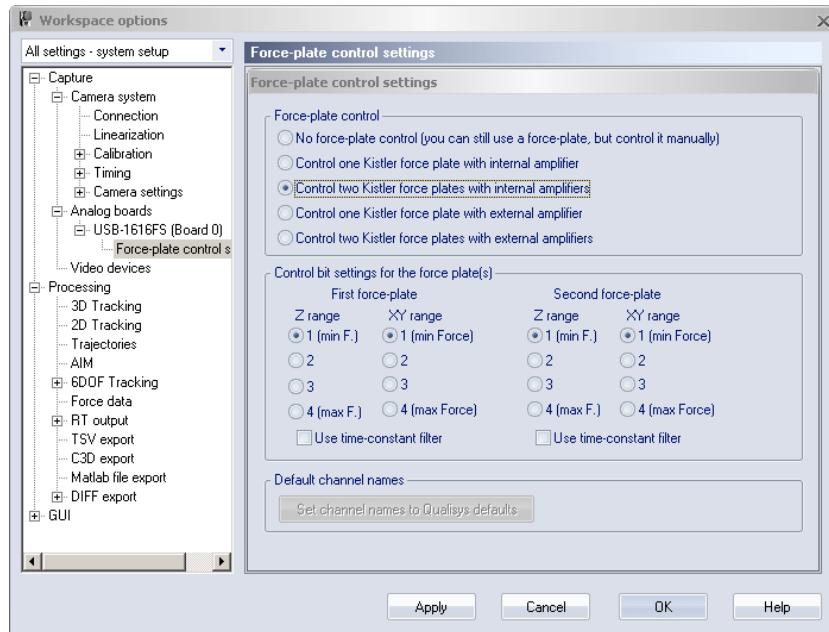 Workspace options
All settings - system setup
Capture
Camera system
Connection
Linearization
Calibration
Timing
Camera settings
Analog boards
USB-1616FS (Board 0)
Force-plate control s
Video devices
Processing
3D Tracking
2D Tracking
Trajectories
AIM
6DOF Tracking
Force data
RT output
TSV export
C3D export
Matlab file export
DIFF export
GUI
Force-plate control settings
Force-plate control settings
Force-plate control
No force-plate control (you can still use a force-plate, but control it manually)
Control one Kistler force plate with internal amplifier
Control two Kistler force plates with internal amplifiers
Control one Kistler force plate with external amplifier
Control two Kistler force plates with external amplifiers
Control bit settings for the force plate(s)
First force-plate Second force-plate
Z range XY range Z range XY range
1 (min F.) 1 (min Force) 1 (min F.) 1 (min Force)
2 2 2 2
3 3 3 3
4 (max F.) 4 (max Force) 4 (max F.) 4 (max Force)
Use time-constant filter Use time-constant filter
Default channel names
Set channel names to Qualisys defaults
Apply Cancel OK Help